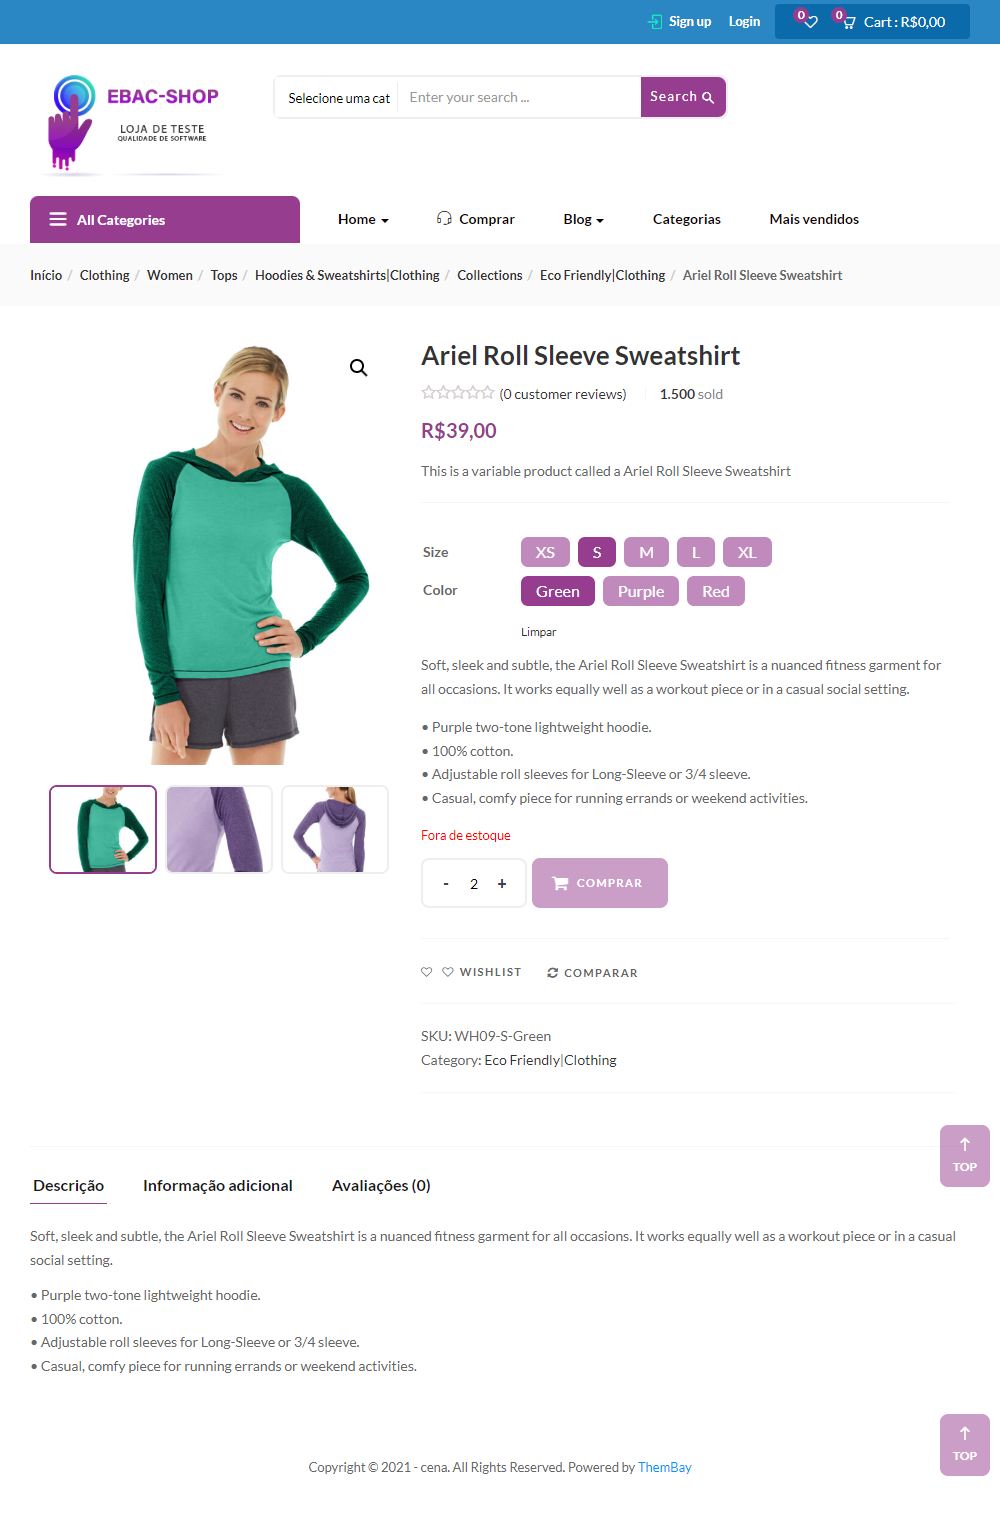 Sign up Login 0 0 Cart : R$0,00
EBAC-SHOP
LOJA DE TESTE
QUALIDADE DE SOFTWARE
Selecione uma cat Enter your search ... Search
All Categories Home Comprar Blog Categorias Mais vendidos
Início / Clothing / Women / Tops / Hoodies & Sweatshirts|Clothing / Collections / Eco Friendly|Clothing / Ariel Roll Sleeve Sweatshirt
Ariel Roll Sleeve Sweatshirt
(0 customer reviews) 1.500 sold
R$39,00
This is a variable product called a Ariel Roll Sleeve Sweatshirt
Size XS S M L XL
Color Green Purple Red
Limpar
Soft, sleek and subtle, the Ariel Roll Sleeve Sweatshirt is a nuanced fitness garment for
all occasions. It works equally well as a workout piece or in a casual social setting.
• Purple two-tone lightweight hoodie.
• 100% cotton.
• Adjustable roll sleeves for Long-Sleeve or 3/4 sleeve.
• Casual, comfy piece for running errands or weekend activities.
Fora de estoque
- 2 + COMPRAR
WISHLIST COMPARAR
SKU: WH09-S-Green
Category: Eco Friendly|Clothing
TOP
Descrição Informação adicional Avaliações (0)
Soft, sleek and subtle, the Ariel Roll Sleeve Sweatshirt is a nuanced fitness garment for all occasions. It works equally well as a workout piece or in a casual
social setting.
• Purple two-tone lightweight hoodie.
• 100% cotton.
• Adjustable roll sleeves for Long-Sleeve or 3/4 sleeve.
• Casual, comfy piece for running errands or weekend activities.
TOP
Copyright © 2021 - cena. All Rights Reserved. Powered by ThemBay